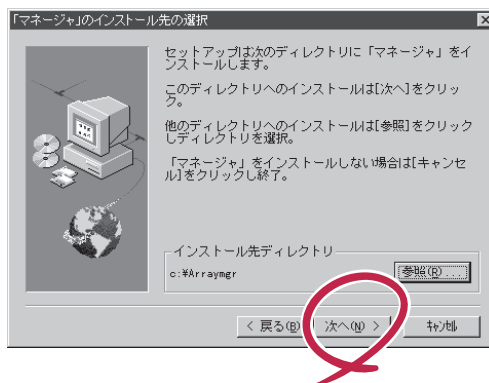 「マネージャ」のインストール先の選択
セットアップは次のディレクトリに「マネージャ」をイ
ンストールします。
このディレクトリへのインストールは[次へ]をクリッ
ク。
他のディレクトリへのインストールは[参照]をクリック
しディレクトリを選択。
「マネージャ」をインストールしない場合は[キャンセ
ル]をクリックし終了。
インストール先ディレクトリ
c:¥Arraymgr
参照(R)...
< 戻る(B)
次へ(N) >
キャンセル